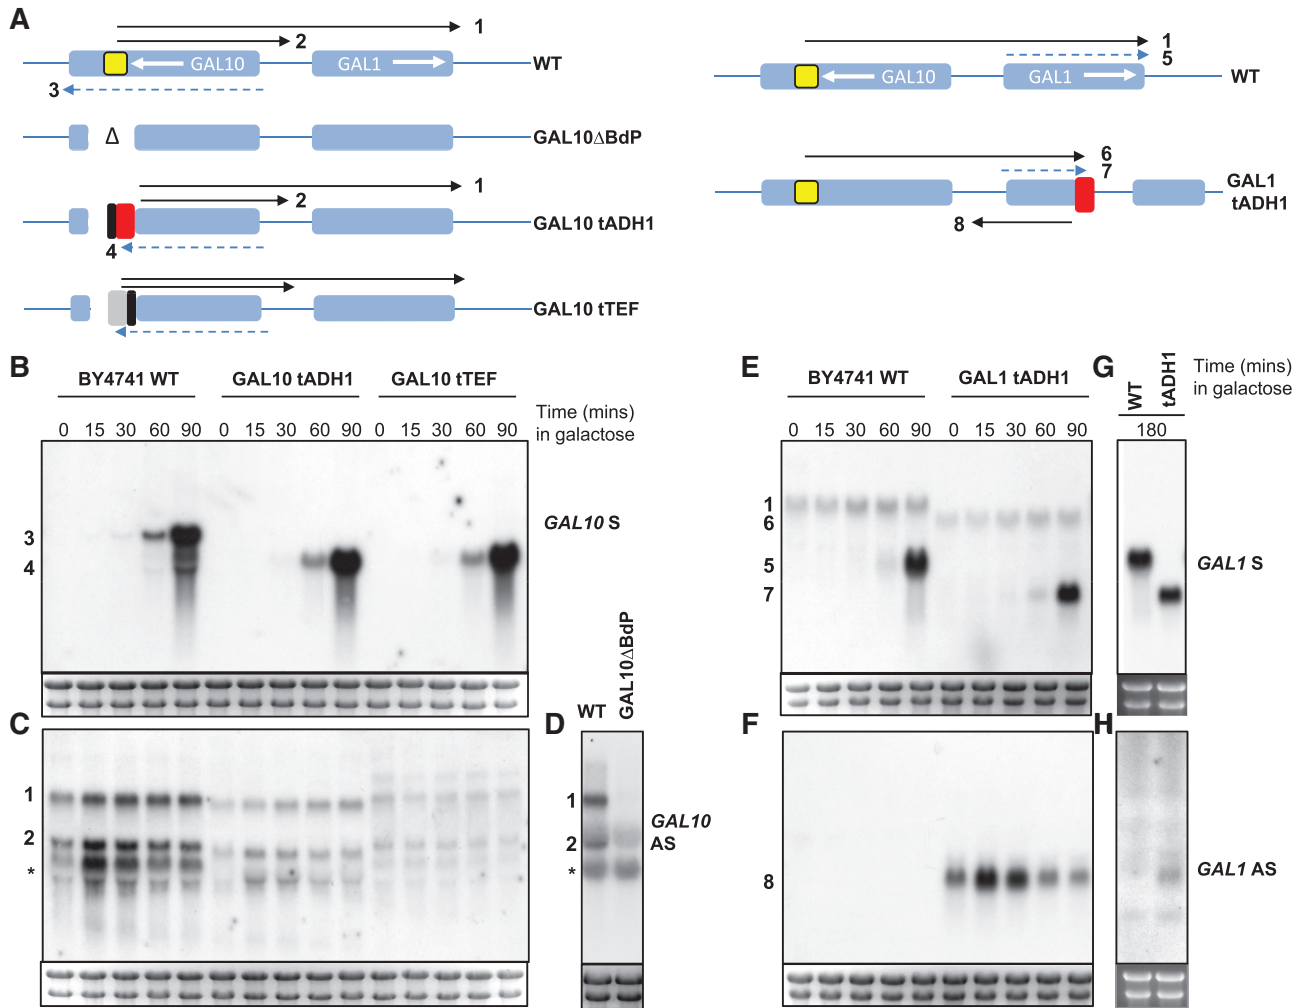 A
1
2
GAL10
GAL1
WT
3
Δ
GAL10ΔBdP
1
2
GAL10 tADH1
4
GAL10 tTEF
1
5
GAL10
GAL1
WT
6
7
GAL1
tADH1
8
B
BY4741 WT
GAL10 tADH1
GAL10 tTEF
Time (mins)
in galactose
0 15 30 60 90 0 15 30 60 90 0 15 30 60 90
GAL10 S
3
4
C
1
2
*
D
WT
GAL10ΔBdP
1
2
*
GAL10
AS
E
BY4741 WT
GAL1 tADH1
0 15 30 60 90 0 15 30 60 90
1
6
5
7
G
WT
tADH1
Time (mins)
in galactose
180
GAL1 S
F
8
H
GAL1 AS